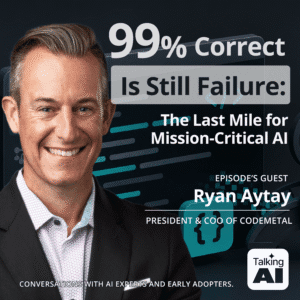 99% Correct
Is Still Failure:
The Last Mile for
Mission-Critical AI
EPISODE'S GUEST
Ryan Aytay
PRESIDENT & COO OF CODEMETAL
Talking
AI
CONVERSATIONS WITH AI EXPERTS AND EARLY ADOPTERS.